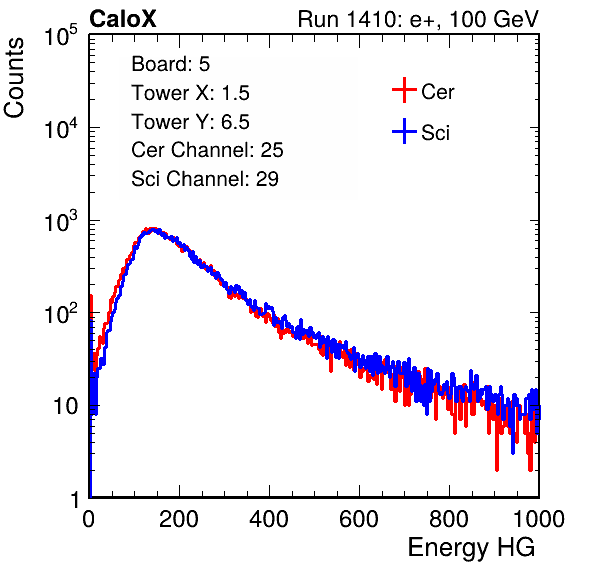 CaloX
Run 1410: e+, 100 GeV
Counts
Board: 5
Tower X: 1.5
Tower Y: 6.5
Cer Channel: 25
Sci Channel: 29
Cer
Sci
10^5
10^4
10^3
10^2
10
1
0 200 400 600 800 1000
Energy HG